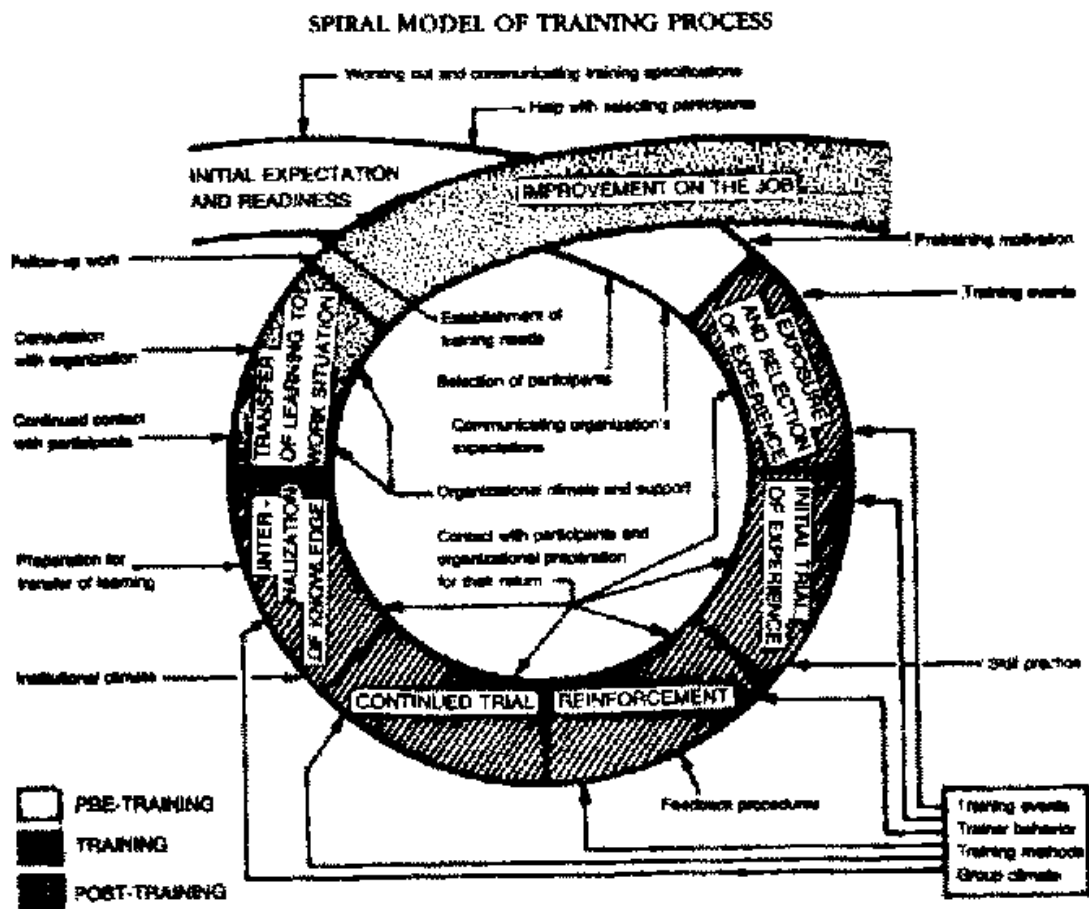 SPIRAL MODEL OF TRAINING PROCESS
Working out and communicating training specifications
Help with selecting participants
INITIAL EXPECTATION
AND READINESS
IMPROVEMENT ON THE JOB
Pretraining motivation
Follow-up work
Training events
Establishment of
training needs
Consultation
with organization
TRANSFER
OF LEARNING TO
WORK SITUATION
EXPOSURE
AND RELECTION
OF EXPERIENCE
Selection of participants
Continued contact
with participants
Communicating organization's
expectations
Organizational climate and support
INTER -
NALIZATION
OF KNOWLEDGE
INITIAL TRIAL
OF EXPERIENCE
Contact with participants and
organizational preparation
for their return
Preparation for
transfer of learning
Institutional climate
Skill practice
CONTINUED TRIAL
REINFORCEMENT
Feedback procedures
PRE-TRAINING
TRAINING
POST-TRAINING
Training events
Trainer behavior
Training methods
Group climate